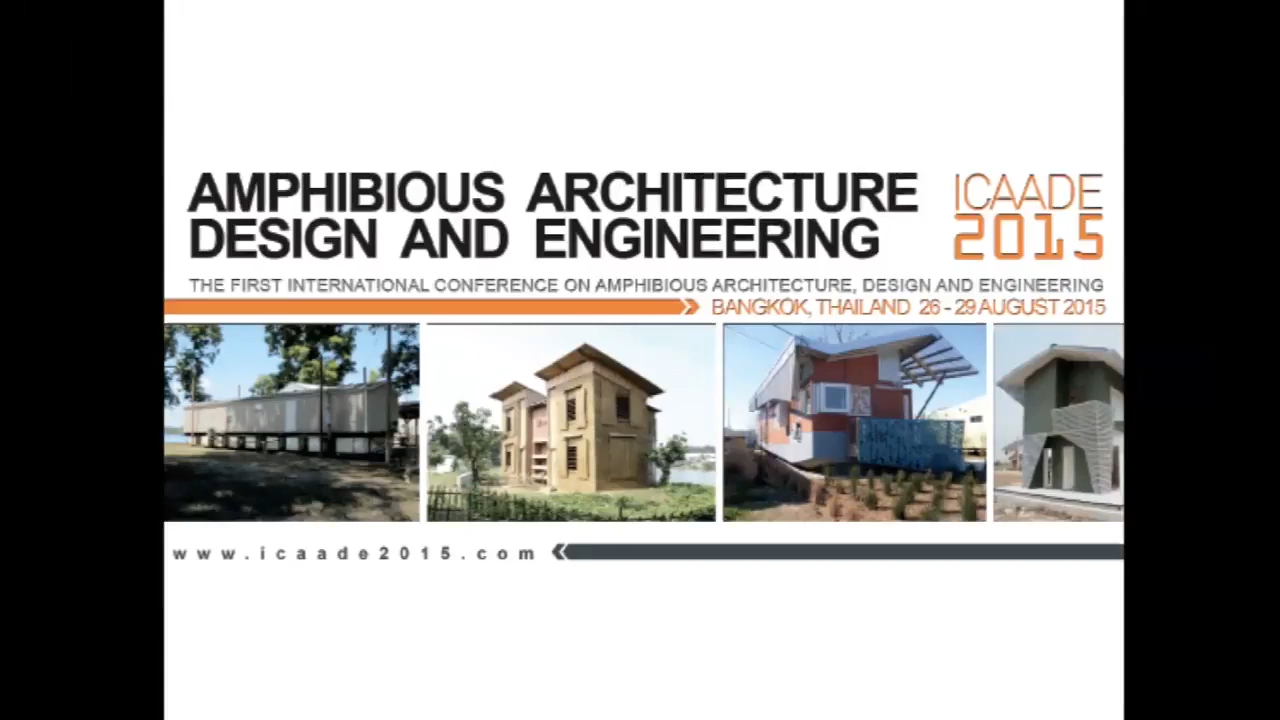 AMPHIBIOUS ARCHITECTURE
DESIGN AND ENGINEERING
ICAADE
2015
THE FIRST INTERNATIONAL CONFERENCE ON AMPHIBIOUS ARCHITECTURE, DESIGN AND ENGINEERING
BANGKOK, THAILAND 26 - 29 AUGUST 2015
www.icaade2015.com